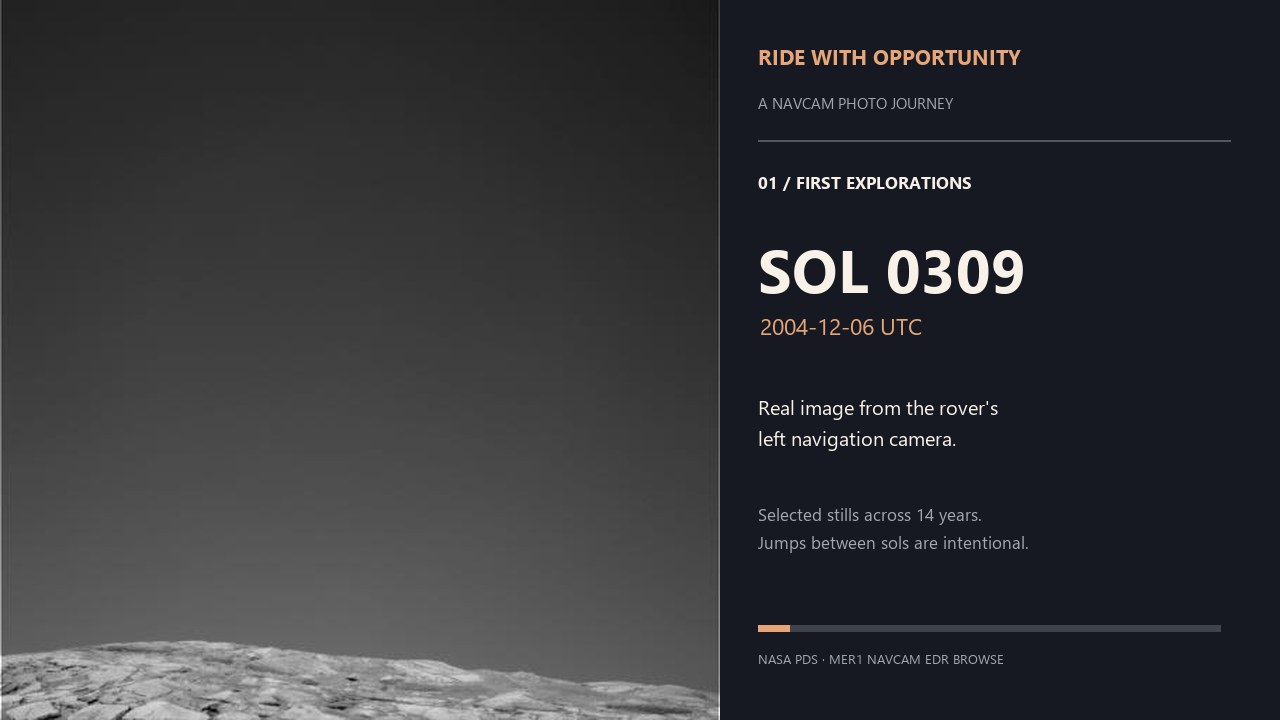 RIDE WITH OPPORTUNITY
A NAVCAM PHOTO JOURNEY
01 / FIRST EXPLORATIONS
SOL 0309
2004-12-06 UTC
Real image from the rover's
left navigation camera.
Selected stills across 14 years.
Jumps between sols are intentional.
NASA PDS · MER1 NAVCAM EDR BROWSE